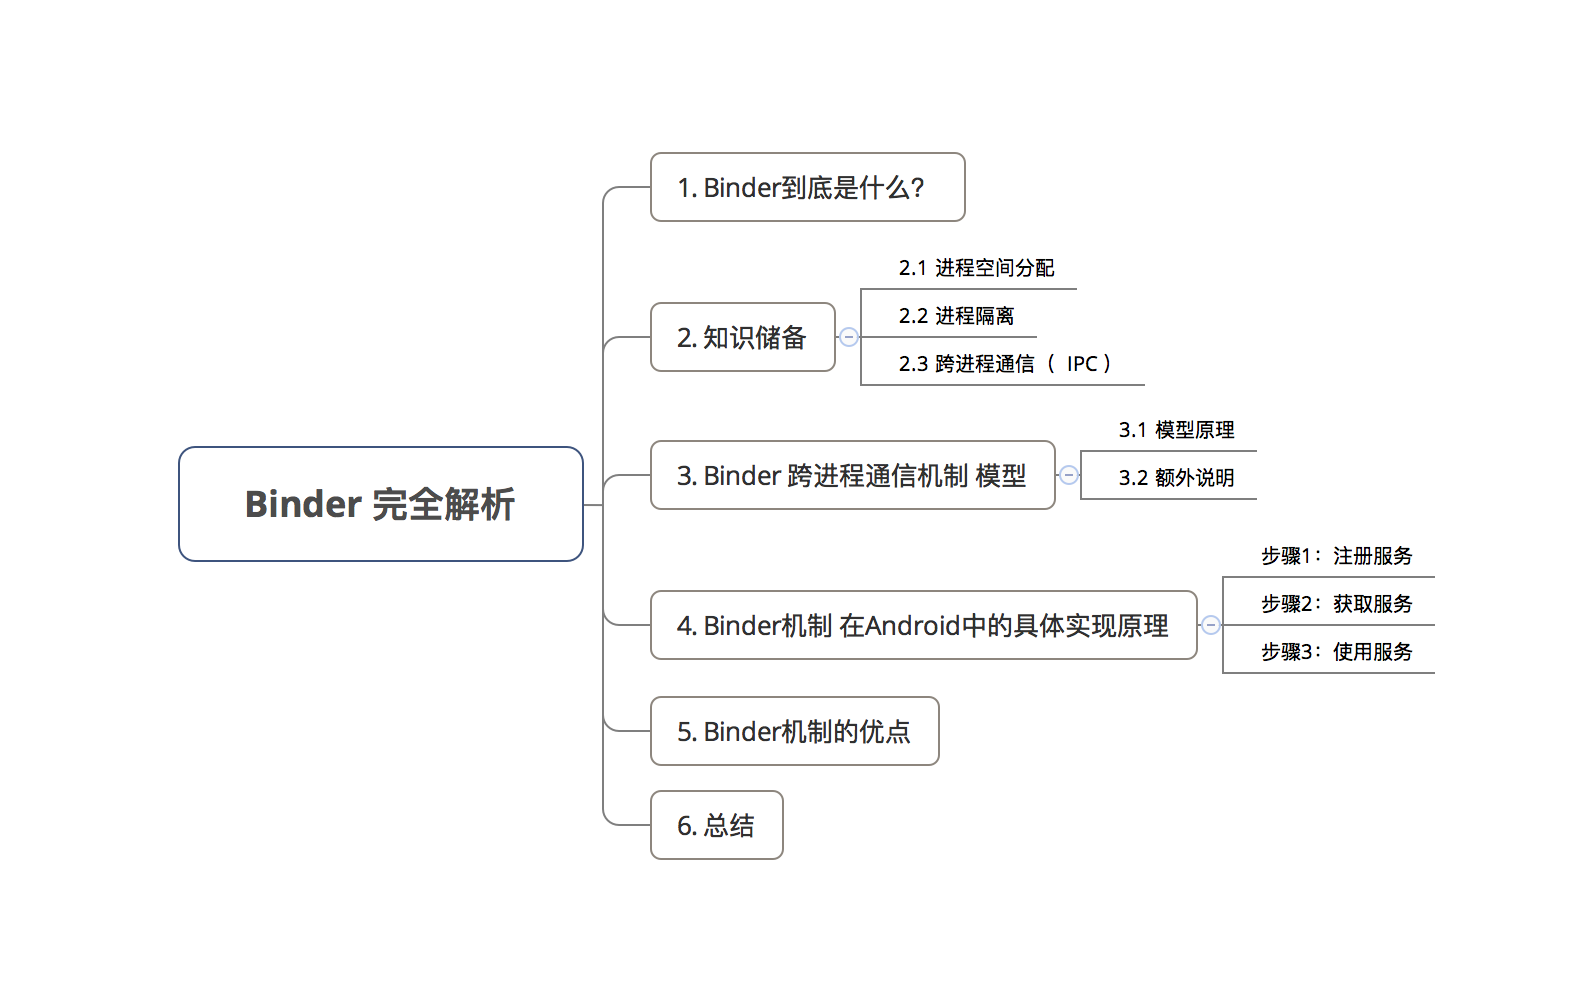 Binder 完全解析
1. Binder到底是什么？
2. 知识储备
2.1 进程空间分配
2.2 进程隔离
2.3 跨进程通信（ IPC ）
3. Binder 跨进程通信机制 模型
3.1 模型原理
3.2 额外说明
4. Binder机制 在Android中的具体实现原理
步骤1：注册服务
步骤2：获取服务
步骤3：使用服务
5. Binder机制的优点
6. 总结